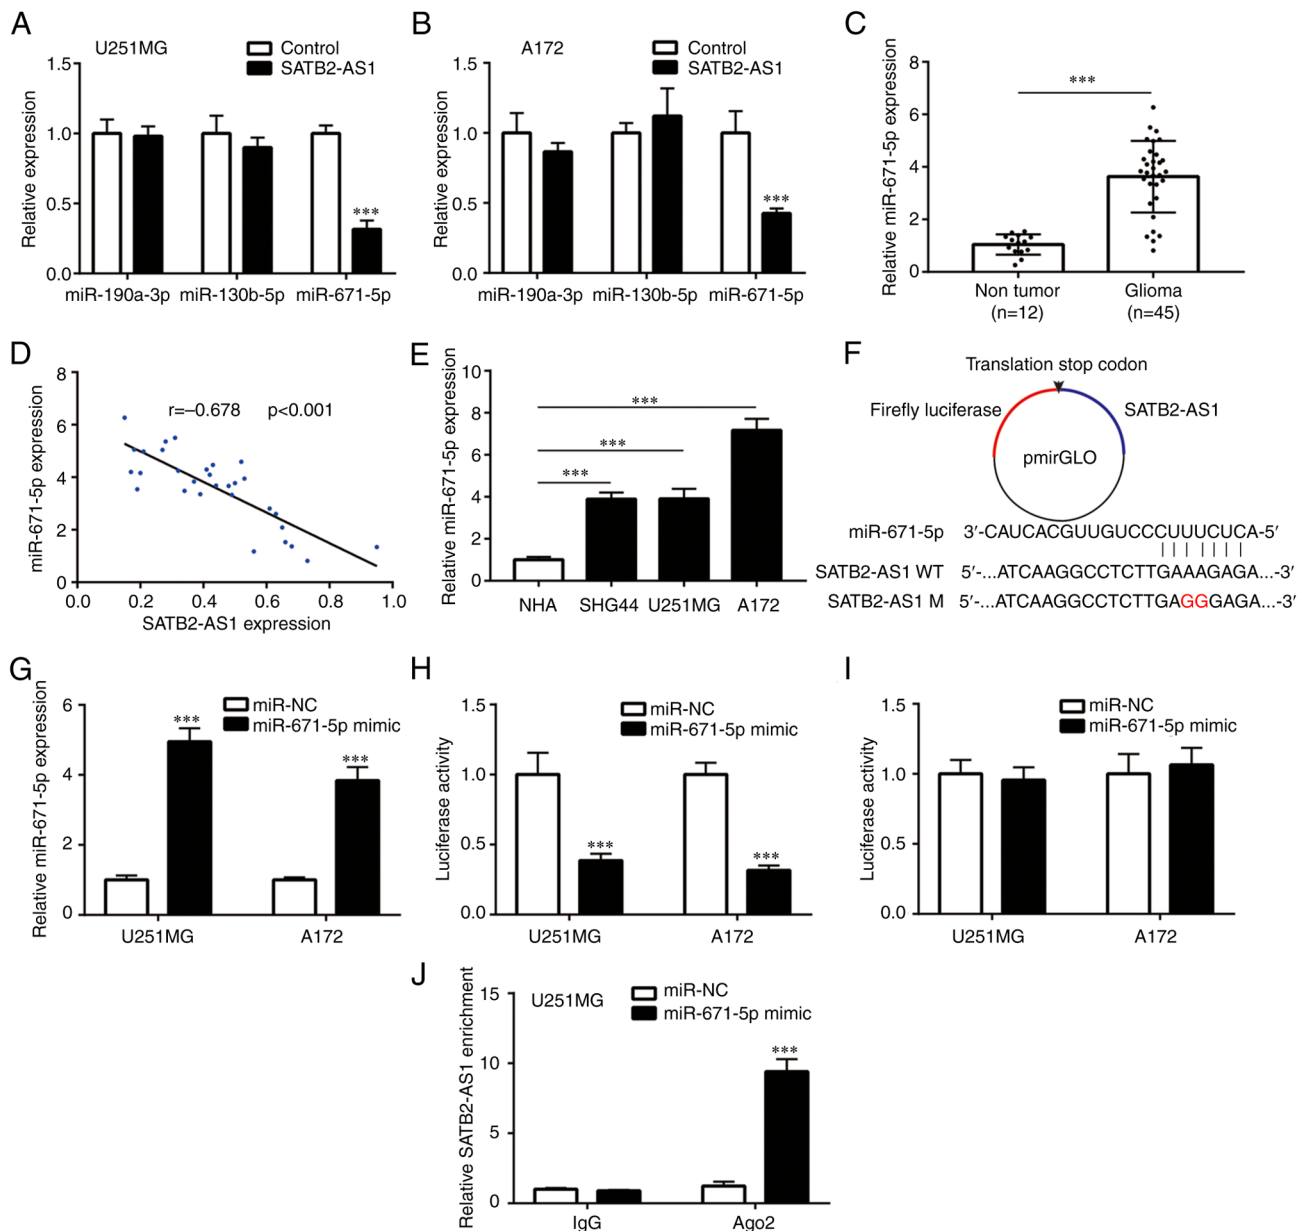 A
U251MG
Control
SATB2-AS1
Relative expression
1.5
1.0
0.5
0.0
***
miR-190a-3p miR-130b-5p miR-671-5p
B
A172
Control
SATB2-AS1
Relative expression
1.5
1.0
0.5
0.0
***
miR-190a-3p miR-130b-5p miR-671-5p
C
Relative miR-671-5p expression
8
6
4
2
0
***
Non tumor
(n=12)
Glioma
(n=45)
D
miR-671-5p expression
8
6
4
2
0
r=–0.678 p<0.001
0.0 0.2 0.4 0.6 0.8 1.0
SATB2-AS1 expression
E
Relative miR-671-5p expression
10
8
6
4
2
0
***
***
***
NHA SHG44 U251MG A172
F
Translation stop codon
Firefly luciferase
SATB2-AS1
pmirGLO
miR-671-5p 3′-CAUCACGUUGUCCCUUUCUCA-5′
SATB2-AS1 WT 5′-...ATCAAGGCCTCTTGAAAGAGA...-3′
SATB2-AS1 M 5′-...ATCAAGGCCTCTTGAGGGAGA...-3′
G
Relative miR-671-5p expression
6
4
2
0
miR-NC
miR-671-5p mimic
***
***
U251MG A172
H
Luciferase activity
1.5
1.0
0.5
0.0
miR-NC
miR-671-5p mimic
***
***
U251MG A172
I
Luciferase activity
1.5
1.0
0.5
0.0
miR-NC
miR-671-5p mimic
U251MG A172
J
Relative SATB2-AS1 enrichment
15
10
5
0
U251MG
miR-NC
miR-671-5p mimic
***
IgG Ago2